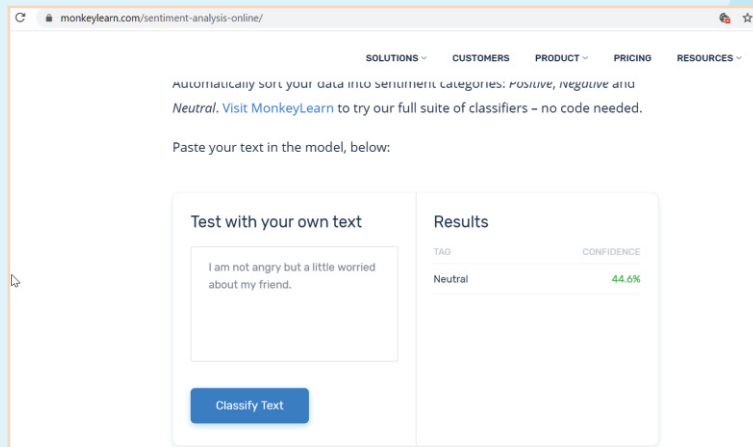 monkeylearn.com/sentiment-analysis-online/
SOLUTIONS CUSTOMERS PRODUCT PRICING RESOURCES
Automatically sort your data into sentiment categories: Positive, Negative and
Neutral. Visit MonkeyLearn to try our full suite of classifiers – no code needed.
Paste your text in the model, below:
Test with your own text
I am not angry but a little worried
about my friend.
Classify Text
Results
TAG CONFIDENCE
Neutral 44.6%